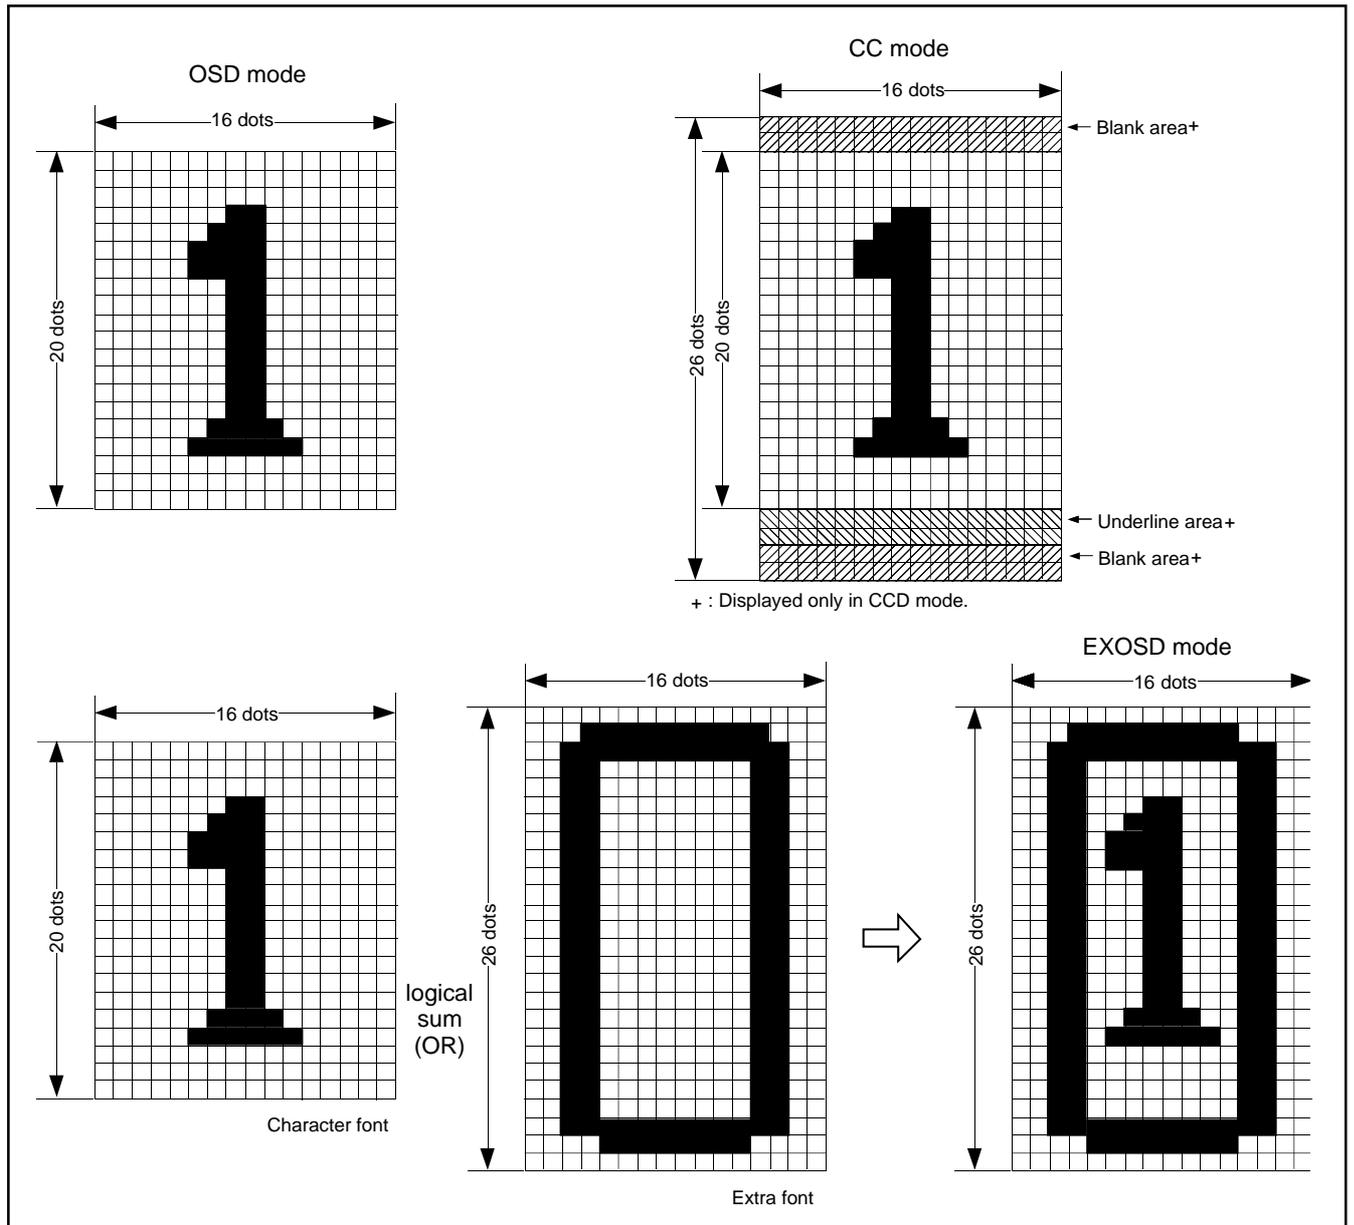 OSD mode
16 dots
20 dots
CC mode
16 dots
Blank area+
26 dots
20 dots
Underline area+
Blank area+
+ : Displayed only in CCD mode.
16 dots
20 dots
Character font
logical
sum
(OR)
16 dots
26 dots
Extra font
EXOSD mode
16 dots
26 dots